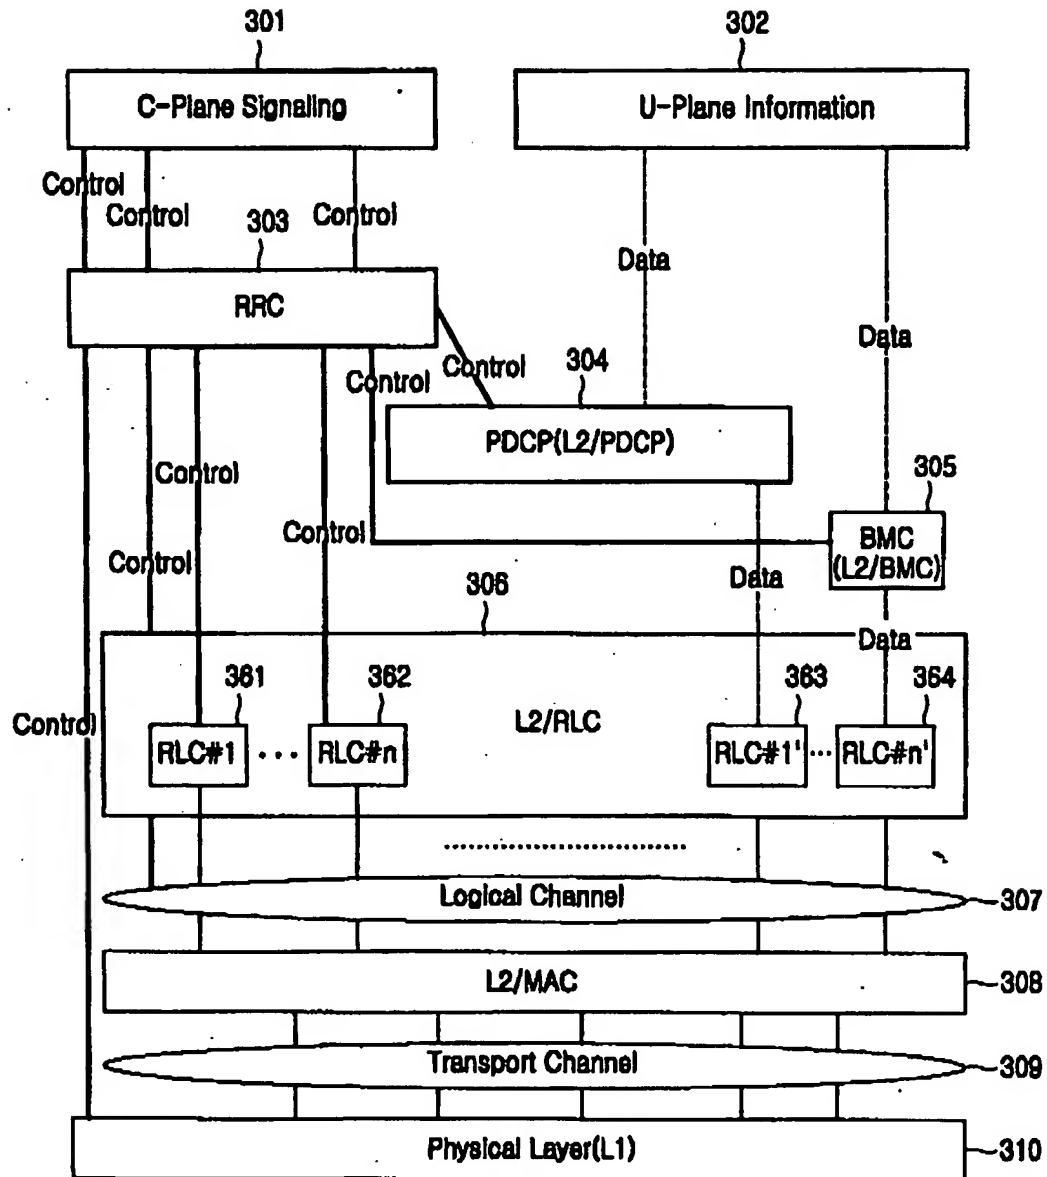 301
302
C-Plane Signaling
U-Plane Information
Control
Control
Control
303
Data
RRC
Data
Control
Control
304
PDCP(L2/PDCP)
305
Control
Control
BMC
(L2/BMC)
Control
Data
306
Data
361
362
363
364
L2/RLC
Control
RLC#1
• • •
RLC#n
RLC#1'
...
RLC#n'
Logical Channel
307
L2/MAC
308
Transport Channel
309
Physical Layer(L1)
310